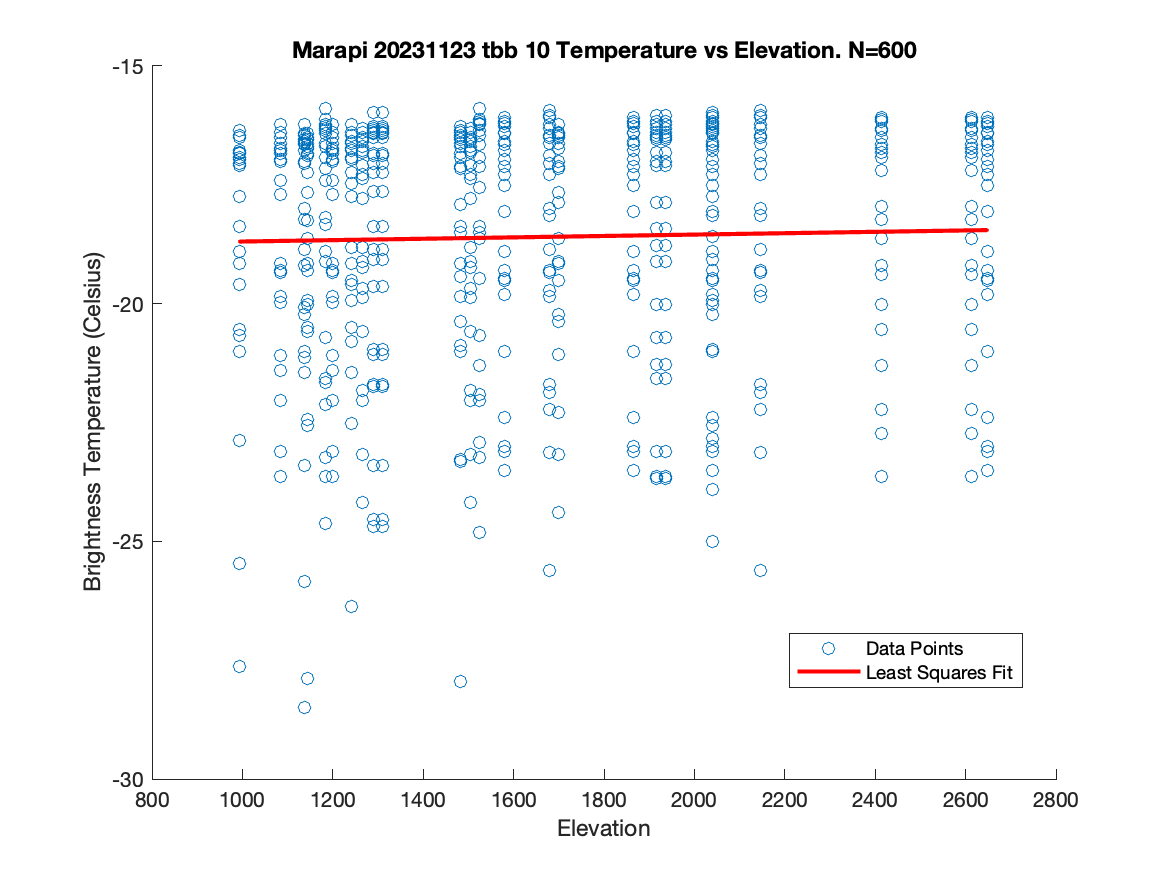 Marapi 20231123 tbb 10 Temperature vs Elevation. N=600
-15
-20
-25
-30
Brightness Temperature (Celsius)
Data Points
Least Squares Fit
800 1000 1200 1400 1600 1800 2000 2200 2400 2600 2800
Elevation